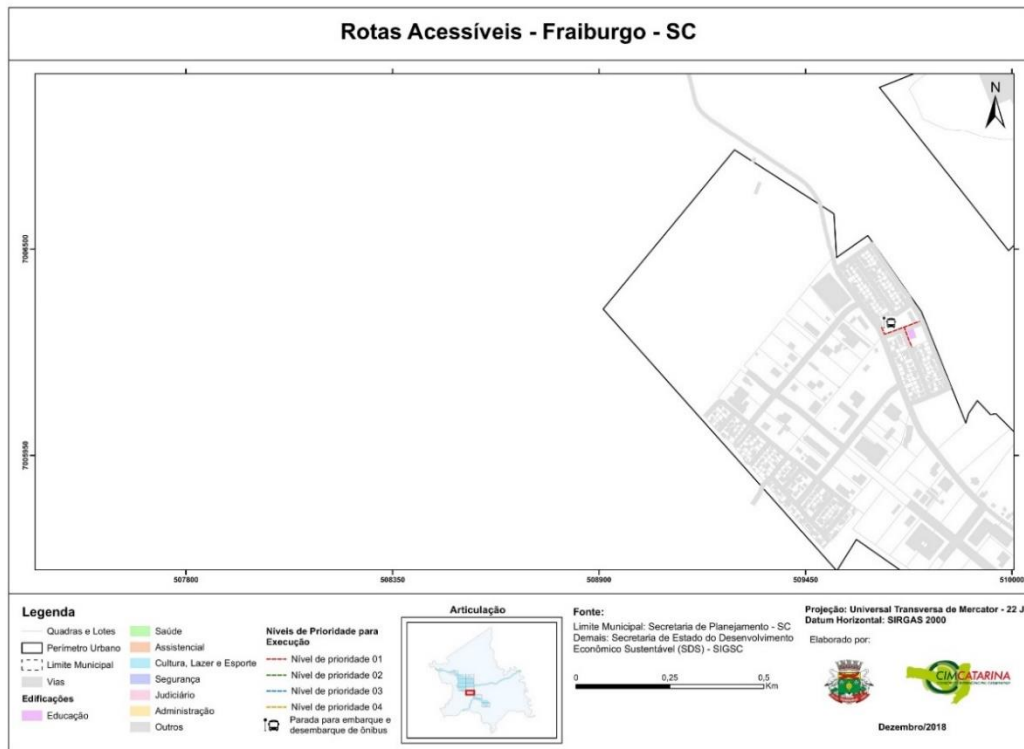 Rotas Acessíveis - Fraiburgo - SC
N
7006500
7005950
507800
508350
508900
509450
510000
Legenda
Quadras e Lotes
Perímetro Urbano
Limite Municipal
Vias
Edificações
Educação
Saúde
Assistencial
Cultura, Lazer e Esporte
Segurança
Judiciário
Administração
Outros
Níveis de Prioridade para
Execução
Nível de prioridade 01
Nível de prioridade 02
Nível de prioridade 03
Nível de prioridade 04
Parada para embarque e
desembarque de ônibus
Articulação
Fonte:
Limite Municipal: Secretaria de Planejamento - SC
Demais: Secretaria de Estado do Desenvolvimento
Econômico Sustentável (SDS) - SIGSC
0 0,25 0,5
Km
Projeção: Universal Transversa de Mercator - 22 J
Datum Horizontal: SIRGAS 2000
Elaborado por:
CIMCATARINA
Dezembro/2018